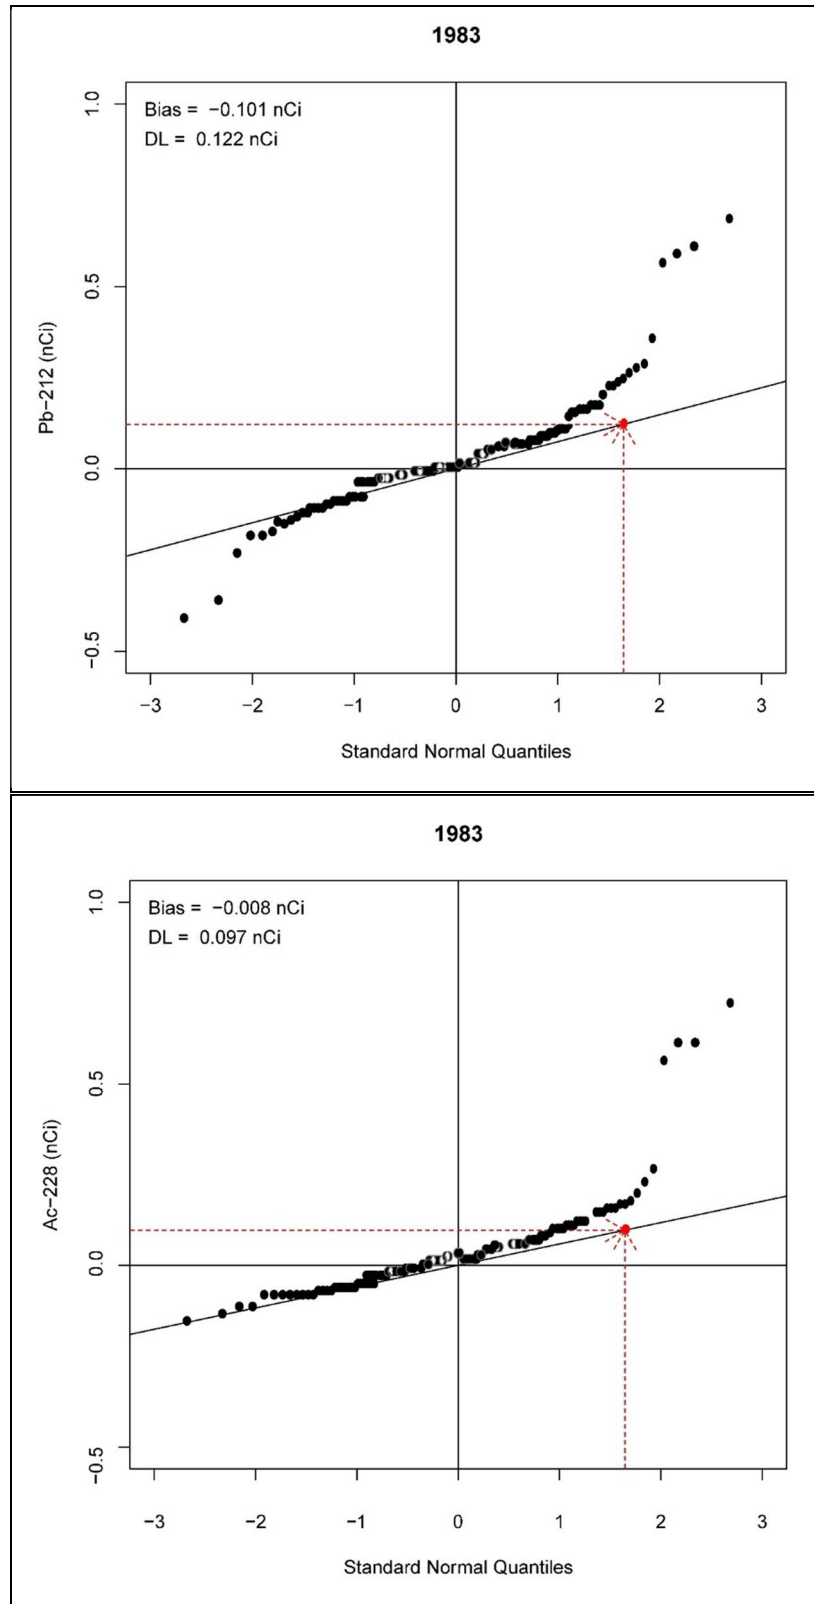 1983
Bias = −0.101 nCi
DL = 0.122 nCi
1.0
0.5
0.0
−0.5
Pb−212 (nCi)
−3 −2 −1 0 1 2 3
Standard Normal Quantiles
1983
Bias = −0.008 nCi
DL = 0.097 nCi
1.0
0.5
0.0
−0.5
Ac−228 (nCi)
−3 −2 −1 0 1 2 3
Standard Normal Quantiles